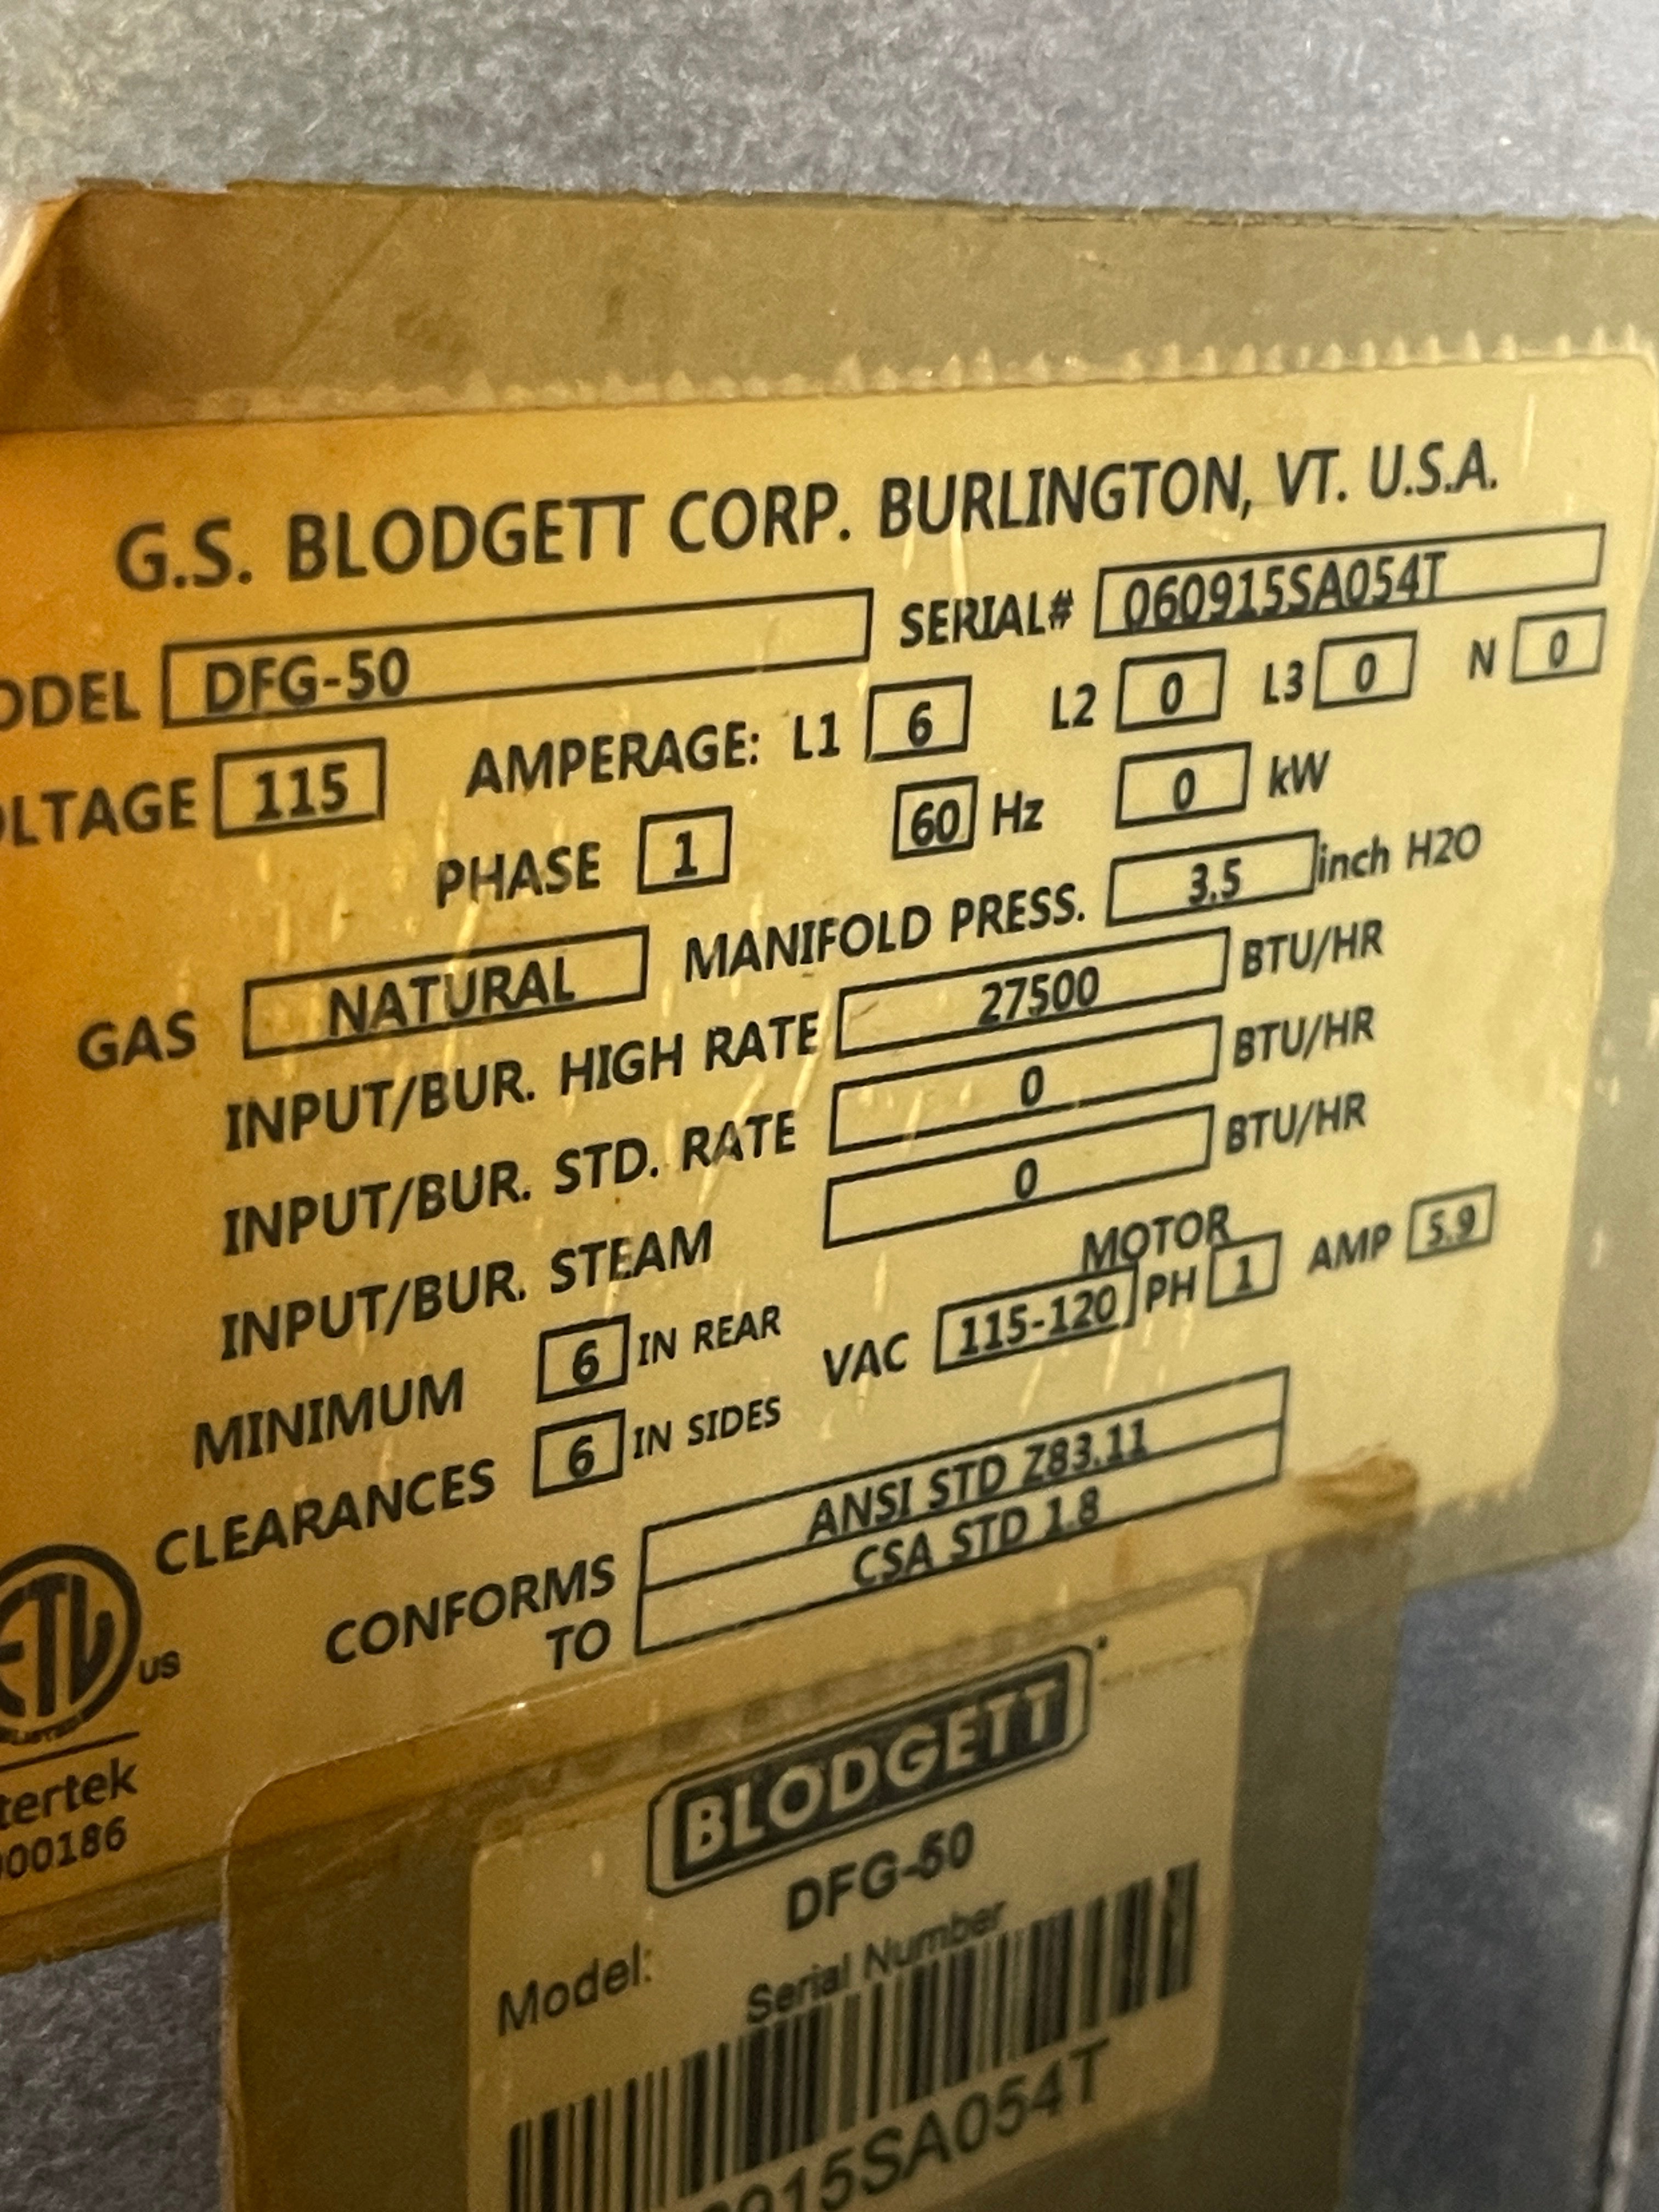 G.S. BLODGETT CORP. BURLINGTON, VT. U.S.A.
ODEL DFG-50 SERIAL# 060915SA054T
OLTAGE 115 AMPERAGE: L1 6 L2 0 L3 0 N 0
PHASE 1 60 Hz 0 kW
GAS NATURAL MANIFOLD PRESS. 3.5 inch H2O
INPUT/BUR. HIGH RATE 27500 BTU/HR
INPUT/BUR. STD. RATE 0 BTU/HR
INPUT/BUR. STEAM 0 BTU/HR
MINIMUM 6 IN REAR
CLEARANCES 6 IN SIDES
MOTOR
VAC 115-120 PH 1 AMP 5.9
CONFORMS TO
ANSI STD Z83.11
CSA STD 1.8
ETL US
tertek
00186
BLODGETT
Model: DFG-50
Serial Number
0915SA054T